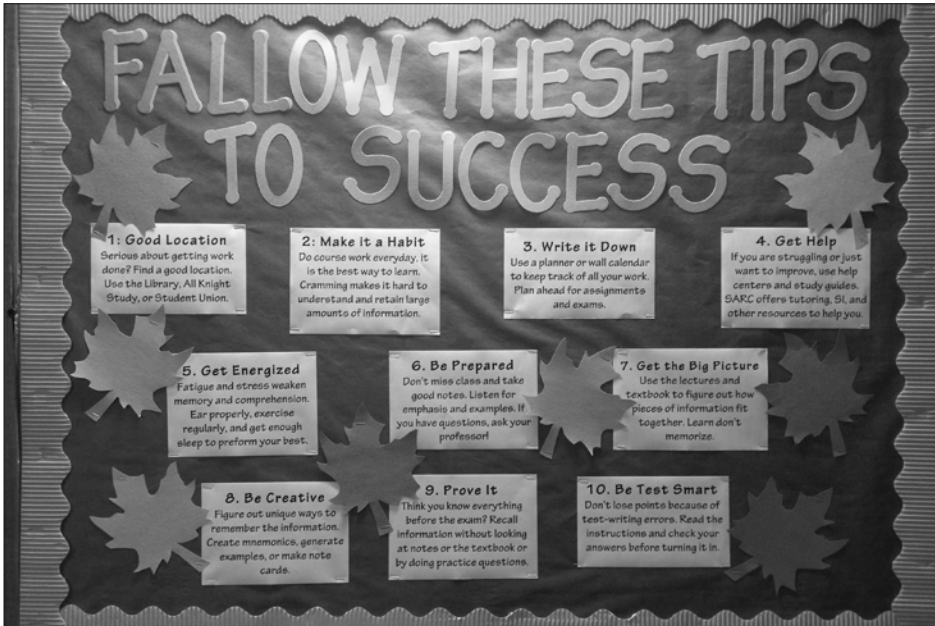 FALLOW THESE TIPS
TO SUCCESS
1: Good Location
Serious about getting work
done? Find a good location.
Use the Library, All Knight
Study, or Student Union.
2: Make it a Habit
Do course work everyday, it
is the best way to learn.
Cramming makes it hard to
understand and retain large
amounts of information.
3. Write it Down
Use a planner or wall calendar
to keep track of all your work.
Plan ahead for assignments
and exams.
4. Get Help
If you are struggling or just
want to improve, use help
centers and study guides.
SARC offers tutoring, SI, and
other resources to help you.
5. Get Energized
Fatigue and stress weaken
memory and comprehension.
Ear properly, exercise
regularly, and get enough
sleep to preform your best.
6. Be Prepared
Don't miss class and take
good notes. Listen for
emphasis and examples. If
you have questions, ask your
professor!
7. Get the Big Picture
Use the lectures and
textbook to figure out how
pieces of information fit
together. Learn don't
memorize.
8. Be Creative
Figure out unique ways to
remember the information.
Create mnemonics, generate
examples, or make note
cards.
9. Prove It
Think you know everything
before the exam? Recall
information without looking
at notes or the textbook or
by doing practice questions.
10. Be Test Smart
Don't lose points because of
test-writing errors. Read the
instructions and check your
answers before turning it in.